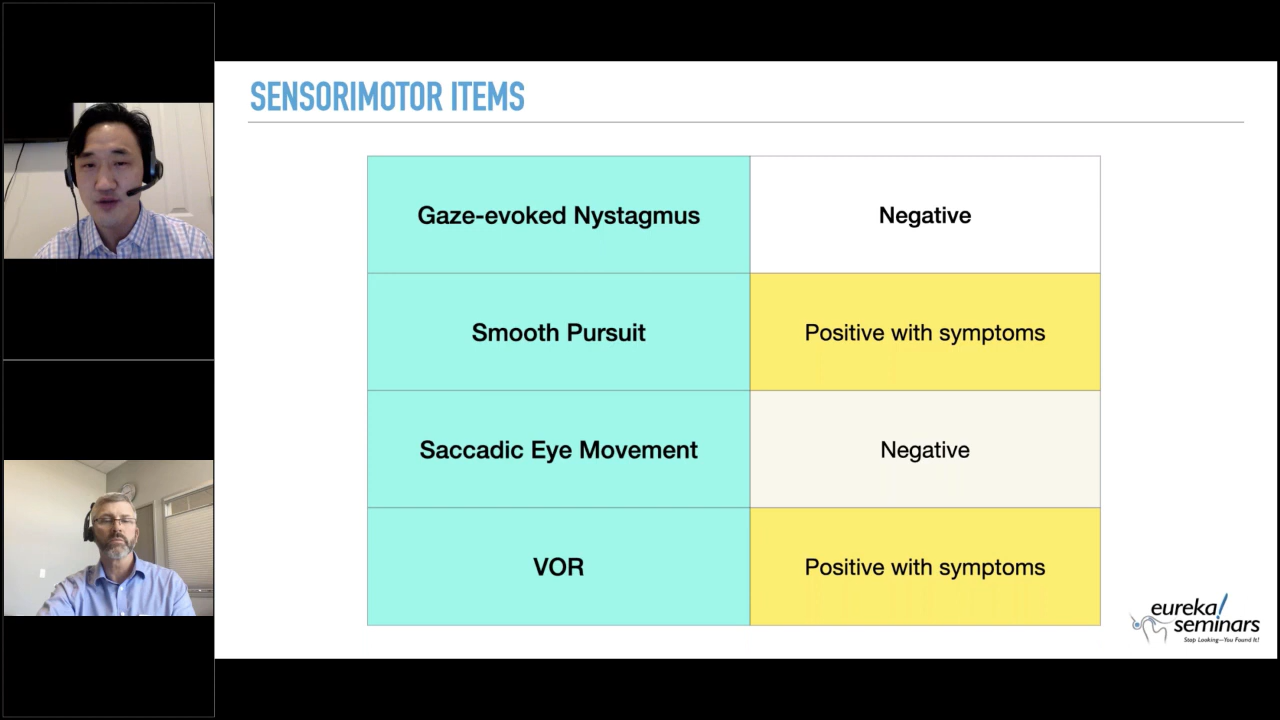 SENSORIMOTOR ITEMS
Gaze-evoked Nystagmus
Negative
Smooth Pursuit
Positive with symptoms
Saccadic Eye Movement
Negative
VOR
Positive with symptoms
eureka!
seminars
Stop Looking—You Found It!